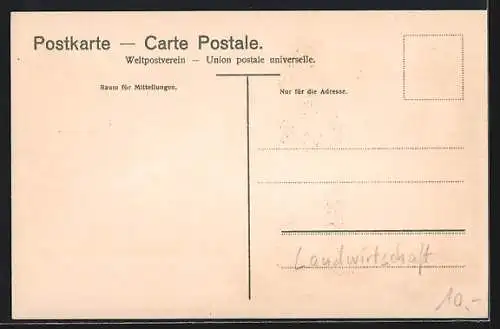 Postkarte — Carte Postale.
Weltpostverein — Union postale universelle.
Raum für Mitteilungen.
Nur für die Adresse.
Landwirtschaft
10.-